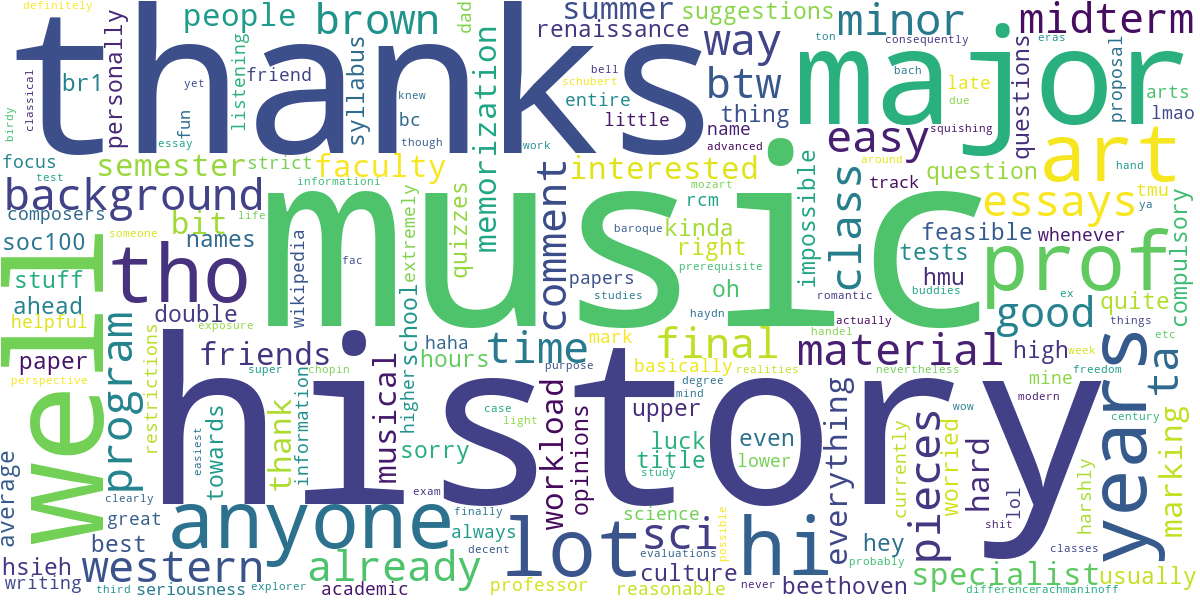 definitely
thanks
people
brown
dad
summer
suggestions
renaissance
minor
way
major
midterm
ton
consequently
eras
personally
classical
br1
yet
friend
listening
syllabus
memorization
knew
bc
though
fun
essay
birdy
schubert
bell
entire
little
work
btw
thing
name
advanced
bach
late
due
easy
squishing
questions
proposal
arts
lmao
focus
test
semester
strict
faculty
informationi
interested
mozart
rcm
impossible
track
around
question
art
hand
tmu
ya
background
composers
bit
life
someone
names
soc100
stuff
ahead
helpful
well
tho
double
wikipedia
music
fac
extremely
quizzes
comment
baroque
kinda
right
prerequisite
papers
studies
oh
haydn
class
romantic
actually
handel
essays
feasible
whenever
tests
hmu
buddies
prof
good
ex
quite
things
compulsory
paper
perspective
program
restrictions
exposure
friends
super
chopin
musical
school
higher
haha
hours
time
purpose
mark
final
basically
realities
degree
mind
material
nevertheless
high
mine
week
freedom
etc
modern
century
years
ta
history
average
towards
easiest
thank
information
case
light
sorry
workload
opinions
upper
luck
title
study
even
lower
everything
currently
pieces
worried
wow
hard
lol
harshly
marking
clearly
great
best
anyone
exam
finally
always
decent
lot
science
sci
possible
evaluations
hi
hey
probably
shit
classes
hsieh
writing
western
third
seriousness
explorer
already
academic
professor
reasonable
culture
never
beethoven
specialist
difference
rachmaninoff
usually